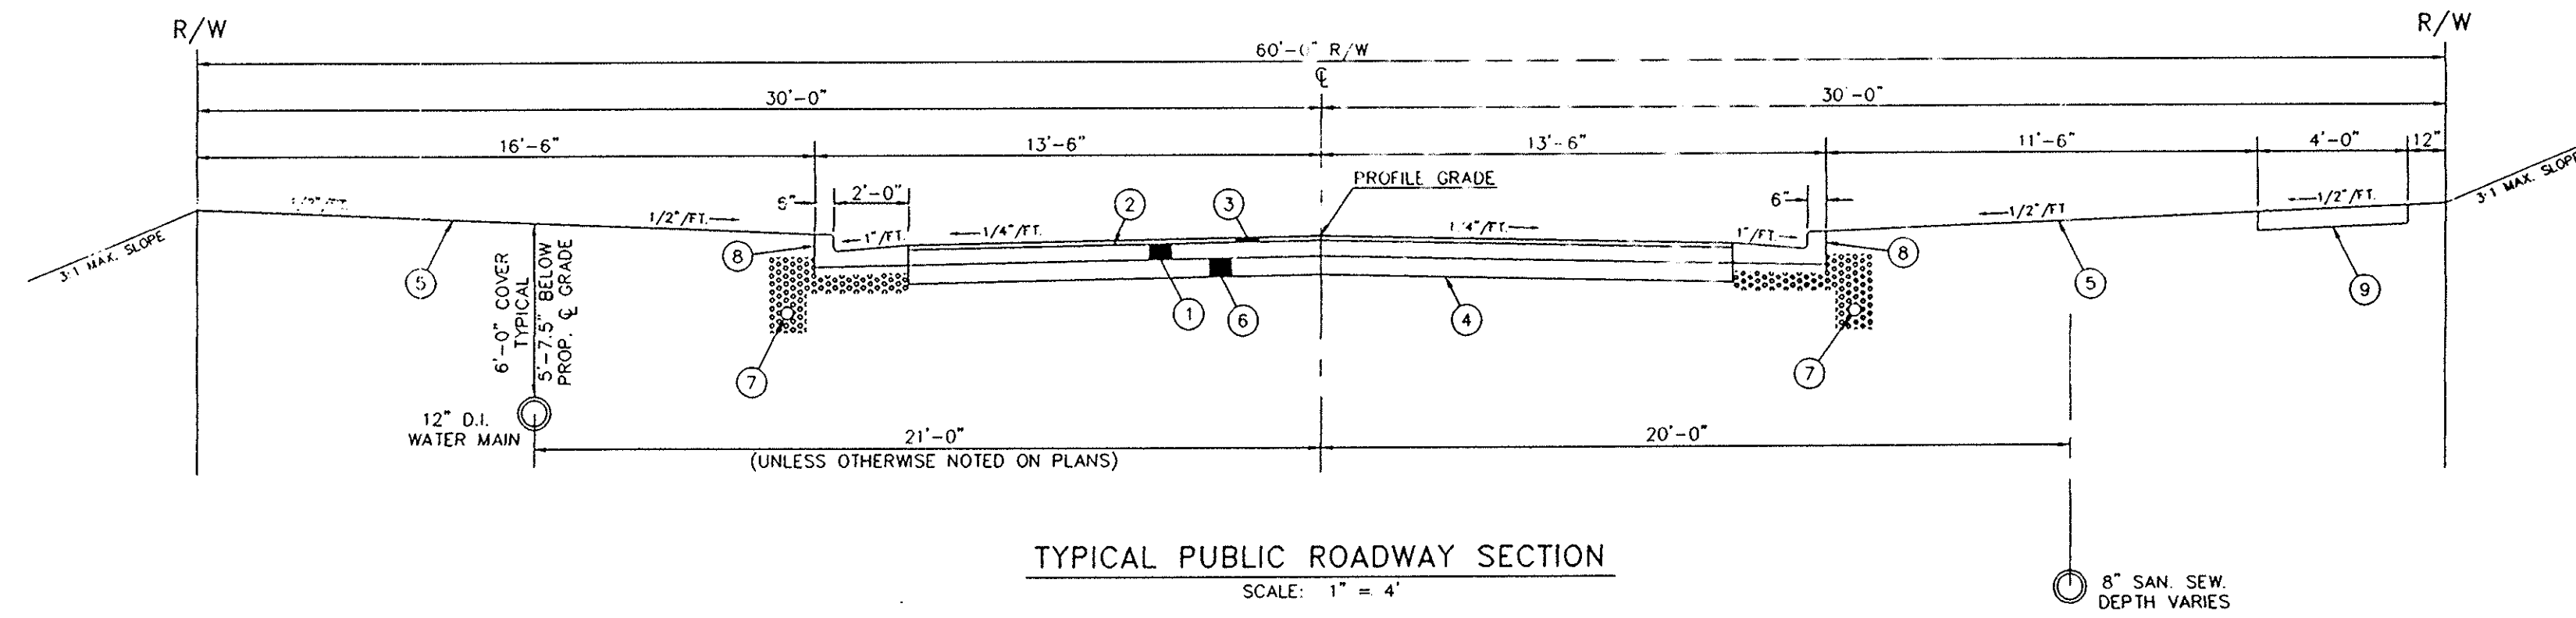 R/W
R/W
60'-0" R/W
℄
30'-0"
30'-0"
16'-6"
13'-6"
13'-6"
11'-6"
4'-0"
12"
PROFILE GRADE
3:1 MAX. SLOPE
3:1 MAX. SLOPE
1/2"/FT.
1/2"/FT.
6"
2'-0"
1"/FT.
1/4"/FT.
2
3
1/4"/FT.
1"/FT.
6"
1/2"/FT
1/2"/FT.
8
8
5
5
9
1
6
4
7
7
6'-0" COVER
TYPICAL
5'-7.5" BELOW
PROP. ℄ GRADE
12" D.I.
WATER MAIN
21'-0"
(UNLESS OTHERWISE NOTED ON PLANS)
20'-0"
TYPICAL PUBLIC ROADWAY SECTION
SCALE: 1" = 4'
8" SAN. SEW.
DEPTH VARIES